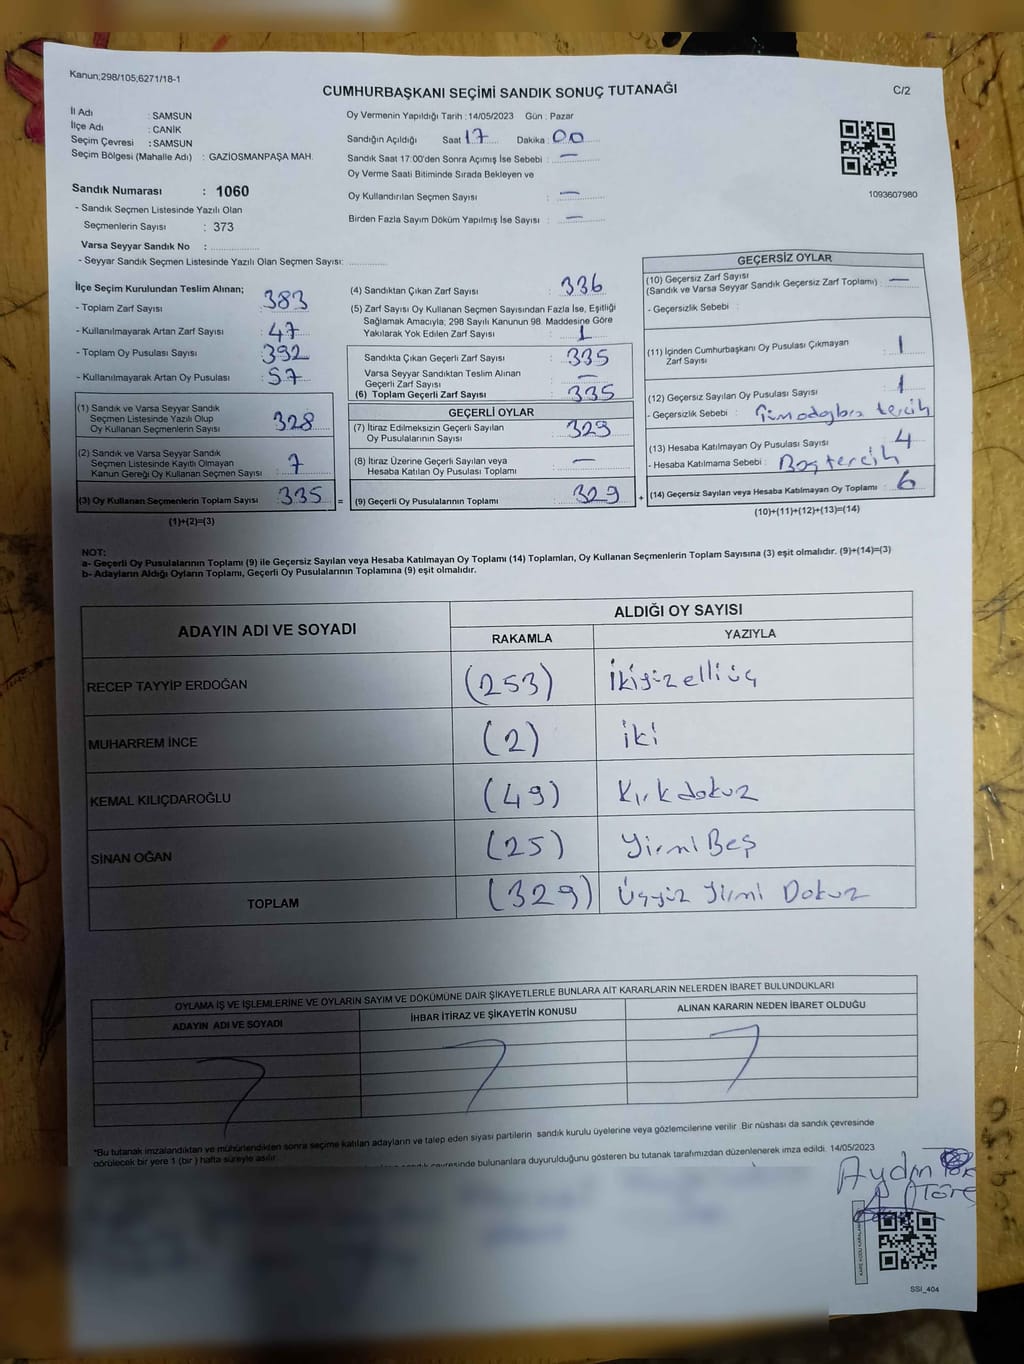 Kanun;298/105;6271/18-1
CUMHURBAŞKANI SEÇİMİ SANDIK SONUÇ TUTANAĞI
C/2
İl Adı : SAMSUN
İlçe Adı : CANİK
Seçim Çevresi : SAMSUN
Seçim Bölgesi (Mahalle Adı) : GAZİOSMANPAŞA MAH.
Oy Vermenin Yapıldığı Tarih : 14/05/2023 Gün : Pazar
Sandığın Açıldığı Saat 17 Dakika : 00
Sandık Saat 17:00'den Sonra Açımış İse Sebebi : —
Oy Verme Saati Bitiminde Sırada Bekleyen ve
Oy Kullandırılan Seçmen Sayısı : —
Birden Fazla Sayım Döküm Yapılmış İse Sayısı : —
1093607980
Sandık Numarası : 1060
- Sandık Seçmen Listesinde Yazılı Olan
Seçmenlerin Sayısı : 373
Varsa Seyyar Sandık No :
- Seyyar Sandık Seçmen Listesinde Yazılı Olan Seçmen Sayısı:
İlçe Seçim Kurulundan Teslim Alınan;
- Toplam Zarf Sayısı : 383
- Kullanılmayarak Artan Zarf Sayısı : 47
- Toplam Oy Pusulası Sayısı : 392
- Kullanılmayarak Artan Oy Pusulası : 57
(1) Sandık ve Varsa Seyyar Sandık
Seçmen Listesinde Yazılı Olup
Oy Kullanan Seçmenlerin Sayısı : 328
(2) Sandık ve Varsa Seyyar Sandık
Seçmen Listesinde Kayıtlı Olmayan
Kanun Gereği Oy Kullanan Seçmen Sayısı : 7
(3) Oy Kullanan Seçmenlerin Toplam Sayısı : 335 =
(1)+(2)=(3)
(4) Sandıktan Çıkan Zarf Sayısı : 336
(5) Zarf Sayısı Oy Kullanan Seçmen Sayısından Fazla İse, Eşitliği
Sağlamak Amacıyla; 298 Sayılı Kanunun 98. Maddesine Göre
Yakılarak Yok Edilen Zarf Sayısı : 1
Sandıkta Çıkan Geçerli Zarf Sayısı : 335
Varsa Seyyar Sandıktan Teslim Alınan
Geçerli Zarf Sayısı : —
(6) Toplam Geçerli Zarf Sayısı : 335
GEÇERLİ OYLAR
(7) İtiraz Edilmeksizin Geçerli Sayılan
Oy Pusulalarının Sayısı : 329
(8) İtiraz Üzerine Geçerli Sayılan veya
Hesaba Katılan Oy Pusulası Toplamı : —
(9) Geçerli Oy Pusulalarının Toplamı : 329 +
GEÇERSİZ OYLAR
(10) Geçersiz Zarf Sayısı
(Sandık ve Varsa Seyyar Sandık Geçersiz Zarf Toplamı) : —
- Geçersizlik Sebebi :
(11) İçinden Cumhurbaşkanı Oy Pusulası Çıkmayan
Zarf Sayısı : 1
(12) Geçersiz Sayılan Oy Pusulası Sayısı : 1
- Geçersizlik Sebebi : tercih
(13) Hesaba Katılmayan Oy Pusulası Sayısı : 4
- Hesaba Katılmama Sebebi : Boş tercih
(14) Geçersiz Sayılan veya Hesaba Katılmayan Oy Toplamı : 6
(10)+(11)+(12)+(13)=(14)
NOT:
a- Geçerli Oy Pusulalarının Toplamı (9) ile Geçersiz Sayılan veya Hesaba Katılmayan Oy Toplamı (14) Toplamları, Oy Kullanan Seçmenlerin Toplam Sayısına (3) eşit olmalıdır. (9)+(14)=(3)
b- Adayların Aldığı Oyların Toplamı, Geçerli Oy Pusulalarının Toplamına (9) eşit olmalıdır.
ADAYIN ADI VE SOYADI
ALDIĞI OY SAYISI
RAKAMLA YAZIYLA
RECEP TAYYİP ERDOĞAN (253) İkiyüzelliüç
MUHARREM İNCE (2) iki
KEMAL KILIÇDAROĞLU (49) Kırkdokuz
SİNAN OĞAN (25) YirmiBeş
TOPLAM (329) Üçyüz Yirmi Dokuz
OYLAMA İŞ VE İŞLEMLERİNE VE OYLARIN SAYIM VE DÖKÜMÜNE DAİR ŞİKAYETLERLE BUNLARA AİT KARARLARIN NELERDEN İBARET BULUNDUKLARI
ADAYIN ADI VE SOYADI İHBAR İTİRAZ VE ŞİKAYETİN KONUSU ALINAN KARARIN NEDEN İBARET OLDUĞU
"Bu tutanak imzalandıktan ve mühürlendikten sonra seçime katılan adayların ve talep eden siyasi partilerin sandık kurulu üyelerine veya gözlemcilerine verilir. Bir nüshası da sandık çevresinde
görülecek bir yere 1 (bir) hafta süreyle asılır. çevresinde bulunanlara duyurulduğunu gösteren bu tutanak tarafımızdan düzenlenerek imza edildi. 14/05/2023
Aydın
Töre
SSI_404